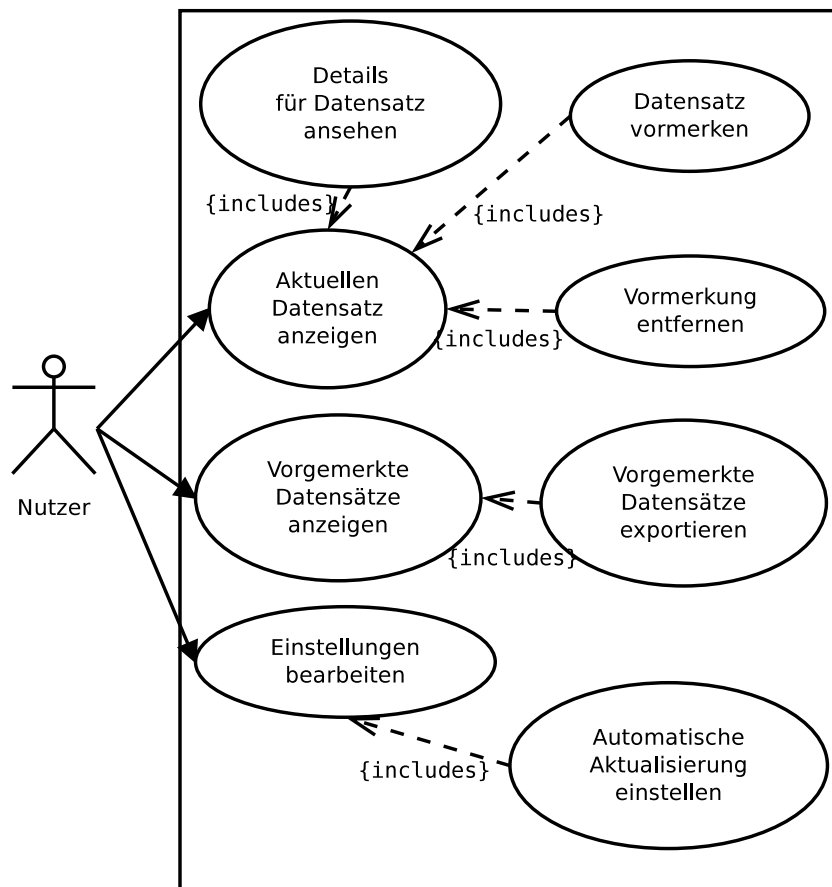 Details
für Datensatz
ansehen
Datensatz
vormerken
{includes}
{includes}
Aktuellen
Datensatz
anzeigen
Vormerkung
entfernen
{includes}
Nutzer
Vorgemerkte
Datensätze
anzeigen
Vorgemerkte
Datensätze
exportieren
{includes}
Einstellungen
bearbeiten
{includes}
Automatische
Aktualisierung
einstellen